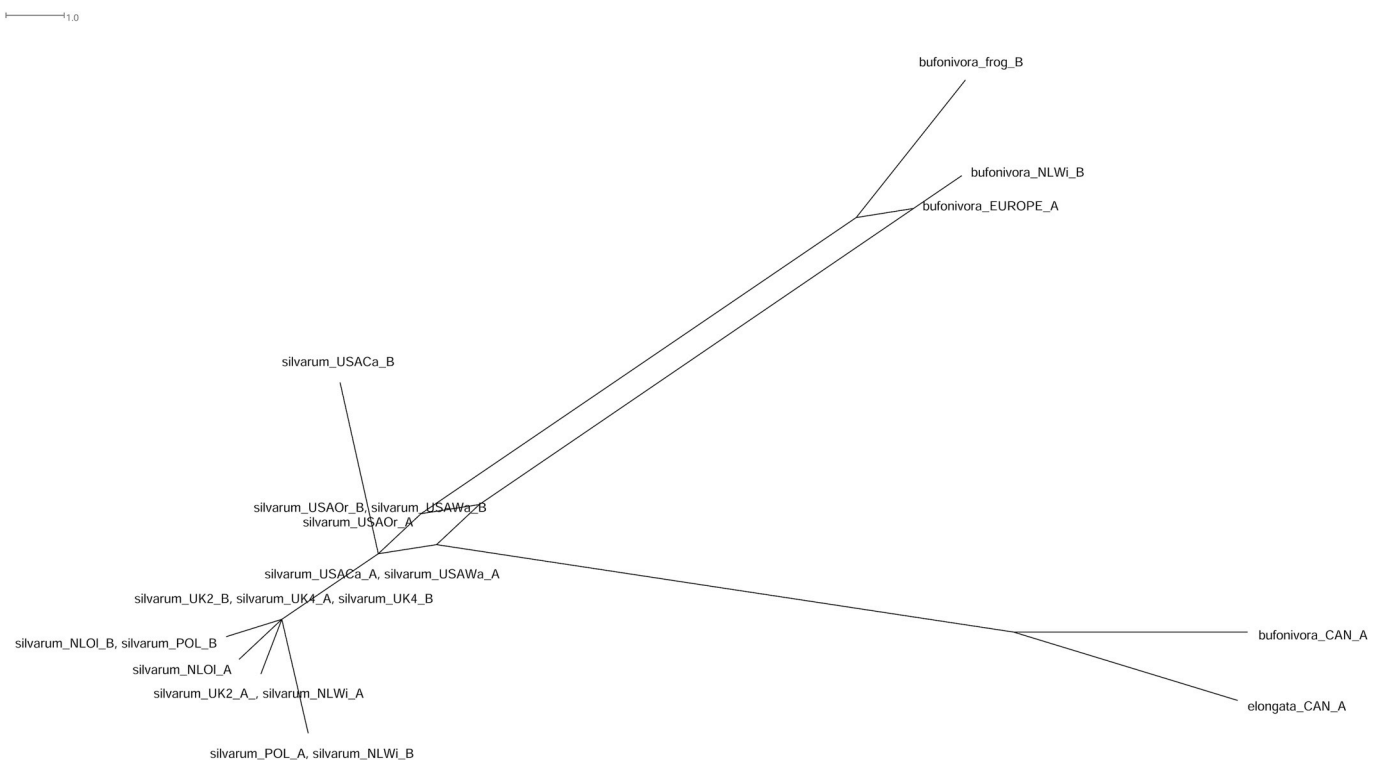 1.0
bufonivora_frog_B
bufonivora_NLWi_B
bufonivora_EUROPE_A
silvarum_USACa_B
silvarum_USAOr_B, silvarum_USAWa_B
silvarum_USAOr_A
silvarum_USACa_A, silvarum_USAWa_A
silvarum_UK2_B, silvarum_UK4_A, silvarum_UK4_B
bufonivora_CAN_A
silvarum_NLOl_B, silvarum_POL_B
silvarum_NLOl_A
silvarum_UK2_A_, silvarum_NLWi_A
elongata_CAN_A
silvarum_POL_A, silvarum_NLWi_B